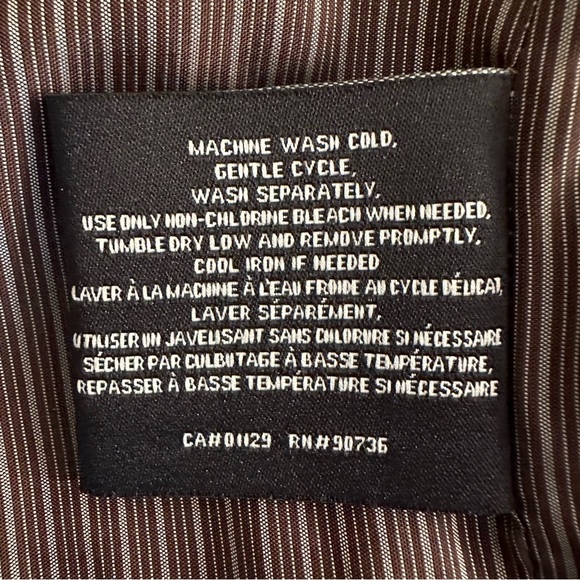 MACHINE WASH COLD,
GENTLE CYCLE,
WASH SEPARATELY,
USE ONLY NON-CHLORINE BLEACH WHEN NEEDED,
TUMBLE DRY LOW AND REMOVE PROMPTLY,
COOL IRON IF NEEDED
LAVER À LA MACHINE À L'EAU FROIDE AU CYCLE DÉLICAT,
LAVER SÉPARÉMENT,
UTILISER UN JAVELISANT SANS CHLORURE SI NÉCESSAIRE
SÉCHER PAR CULBUTAGE À BASSE TEMPÉRATURE,
REPASSER À BASSE TEMPÉRATURE SI NÉCESSAIRE
CA#01129 RN#90736